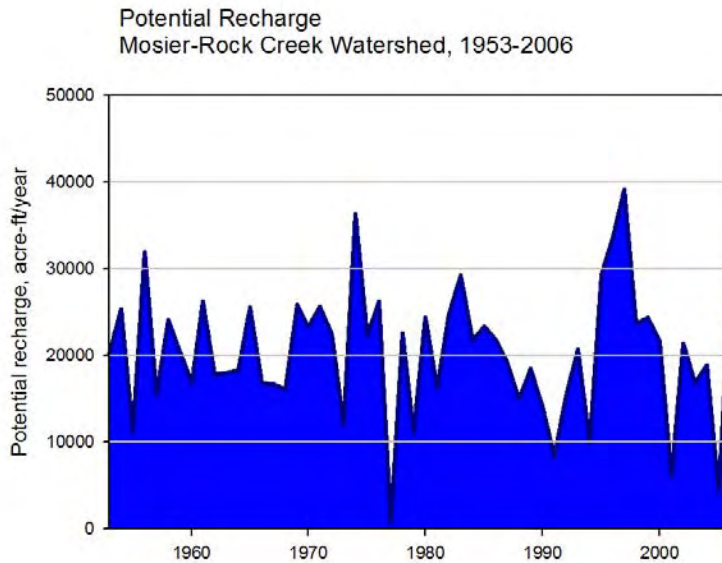 Potential Recharge
Mosier-Rock Creek Watershed, 1953-2006
50000
40000
30000
20000
10000
0
Potential recharge, acre-ft/year
1960 1970 1980 1990 2000